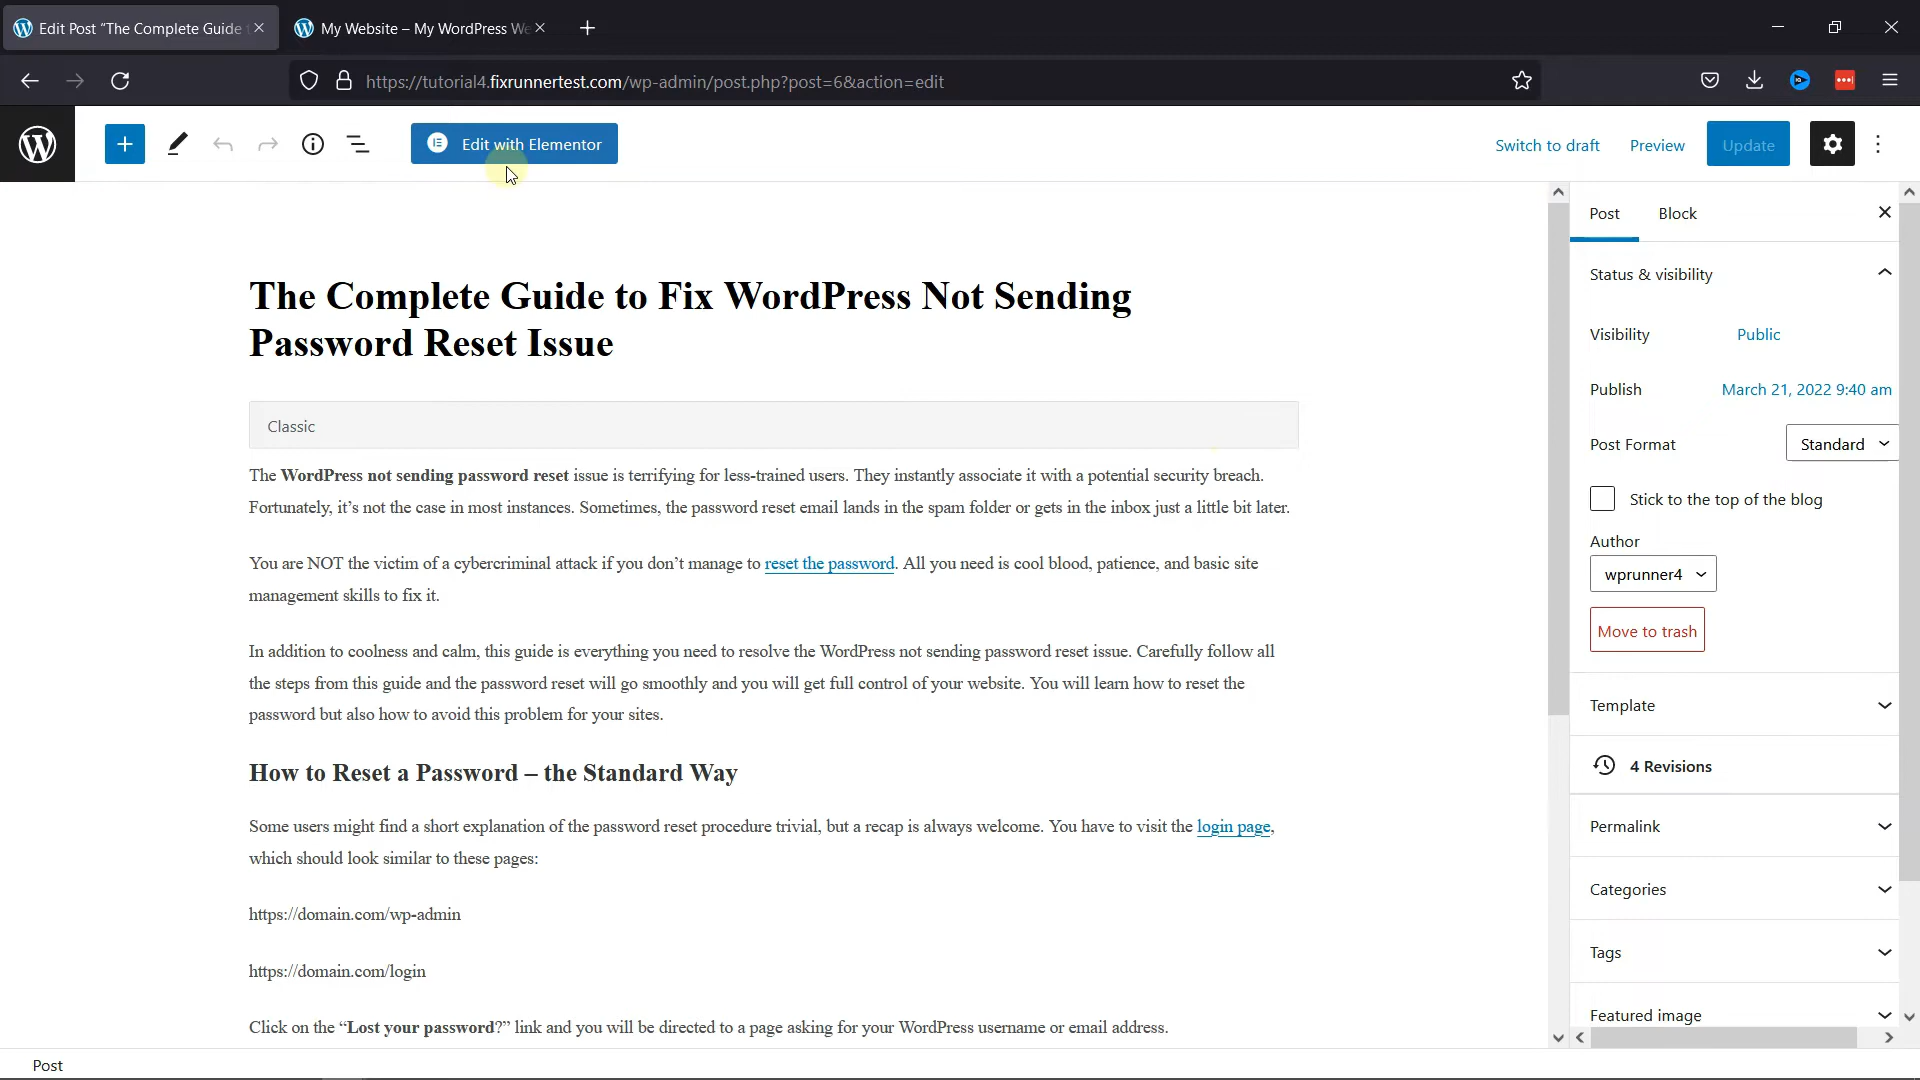 Edit Post “The Complete Guide
My Website – My WordPress We
https://tutorial4.fixrunnertest.com/wp-admin/post.php?post=6&action=edit
Edit with Elementor
Switch to draft
Preview
Update
Post
Block
Status & visibility
Visibility
Public
Publish
March 21, 2022 9:40 am
Post Format
Standard
Stick to the top of the blog
Author
wprunner4
Move to trash
Template
4 Revisions
Permalink
Categories
Tags
Featured image
The Complete Guide to Fix WordPress Not Sending
Password Reset Issue
Classic
The WordPress not sending password reset issue is terrifying for less-trained users. They instantly associate it with a potential security breach.
Fortunately, it’s not the case in most instances. Sometimes, the password reset email lands in the spam folder or gets in the inbox just a little bit later.
You are NOT the victim of a cybercriminal attack if you don’t manage to reset the password. All you need is cool blood, patience, and basic site
management skills to fix it.
In addition to coolness and calm, this guide is everything you need to resolve the WordPress not sending password reset issue. Carefully follow all
the steps from this guide and the password reset will go smoothly and you will get full control of your website. You will learn how to reset the
password but also how to avoid this problem for your sites.
How to Reset a Password – the Standard Way
Some users might find a short explanation of the password reset procedure trivial, but a recap is always welcome. You have to visit the login page,
which should look similar to these pages:
https://domain.com/wp-admin
https://domain.com/login
Click on the “Lost your password?” link and you will be directed to a page asking for your WordPress username or email address.
Post